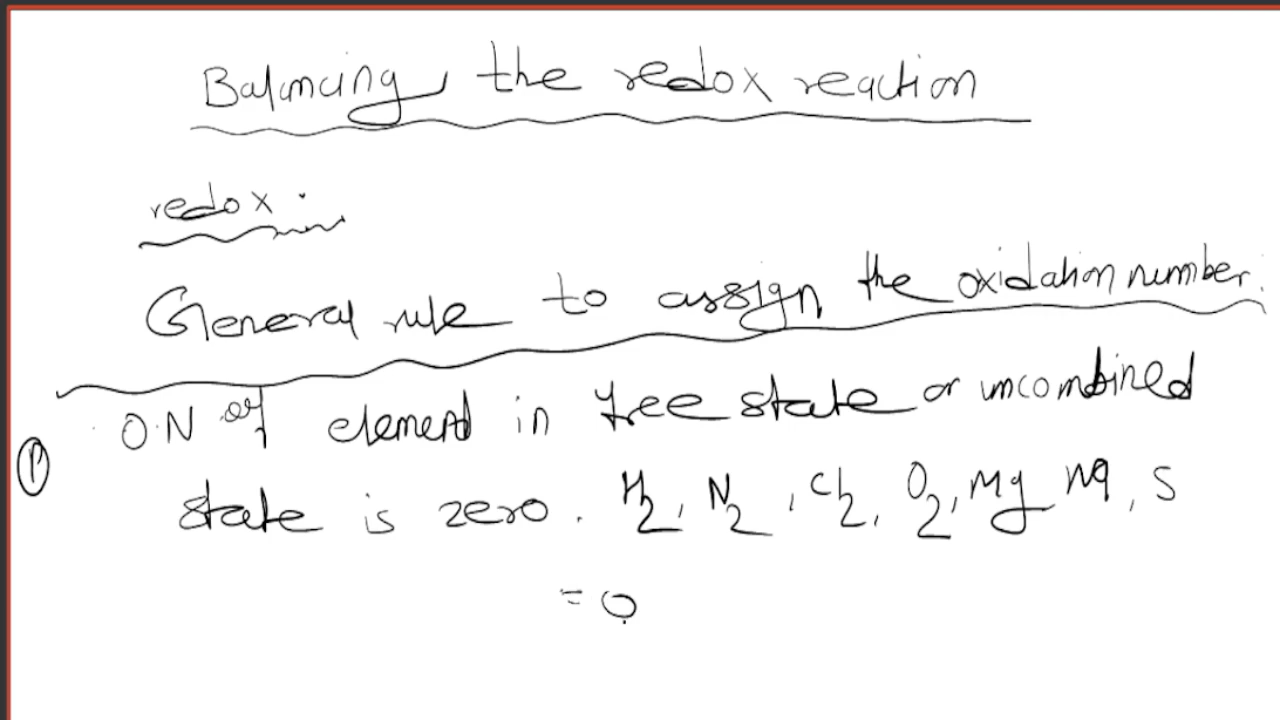 Balancing the redox reaction
redox :
General rule to assign the oxidation number :
① O.N of element in free state or uncombined
state is zero. H2, N2, Cl2, O2, Mg Na, S
= 0